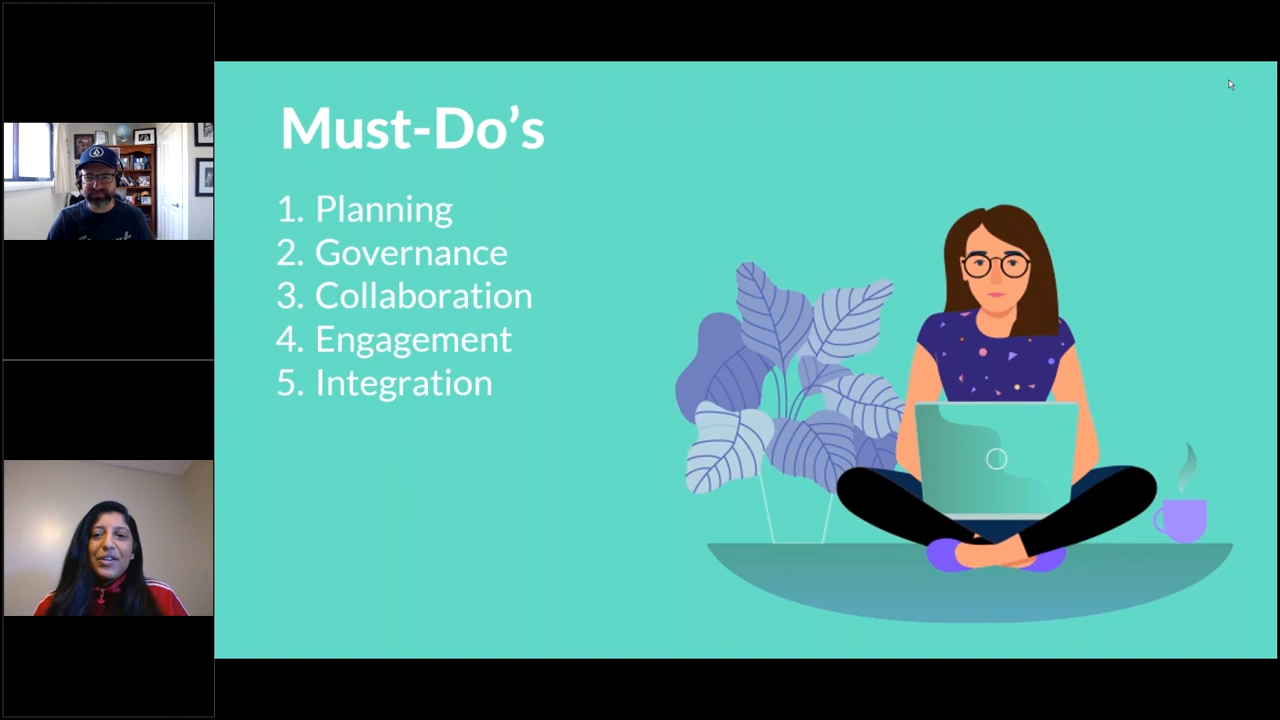 Must-Do’s
1. Planning
2. Governance
3. Collaboration
4. Engagement
5. Integration